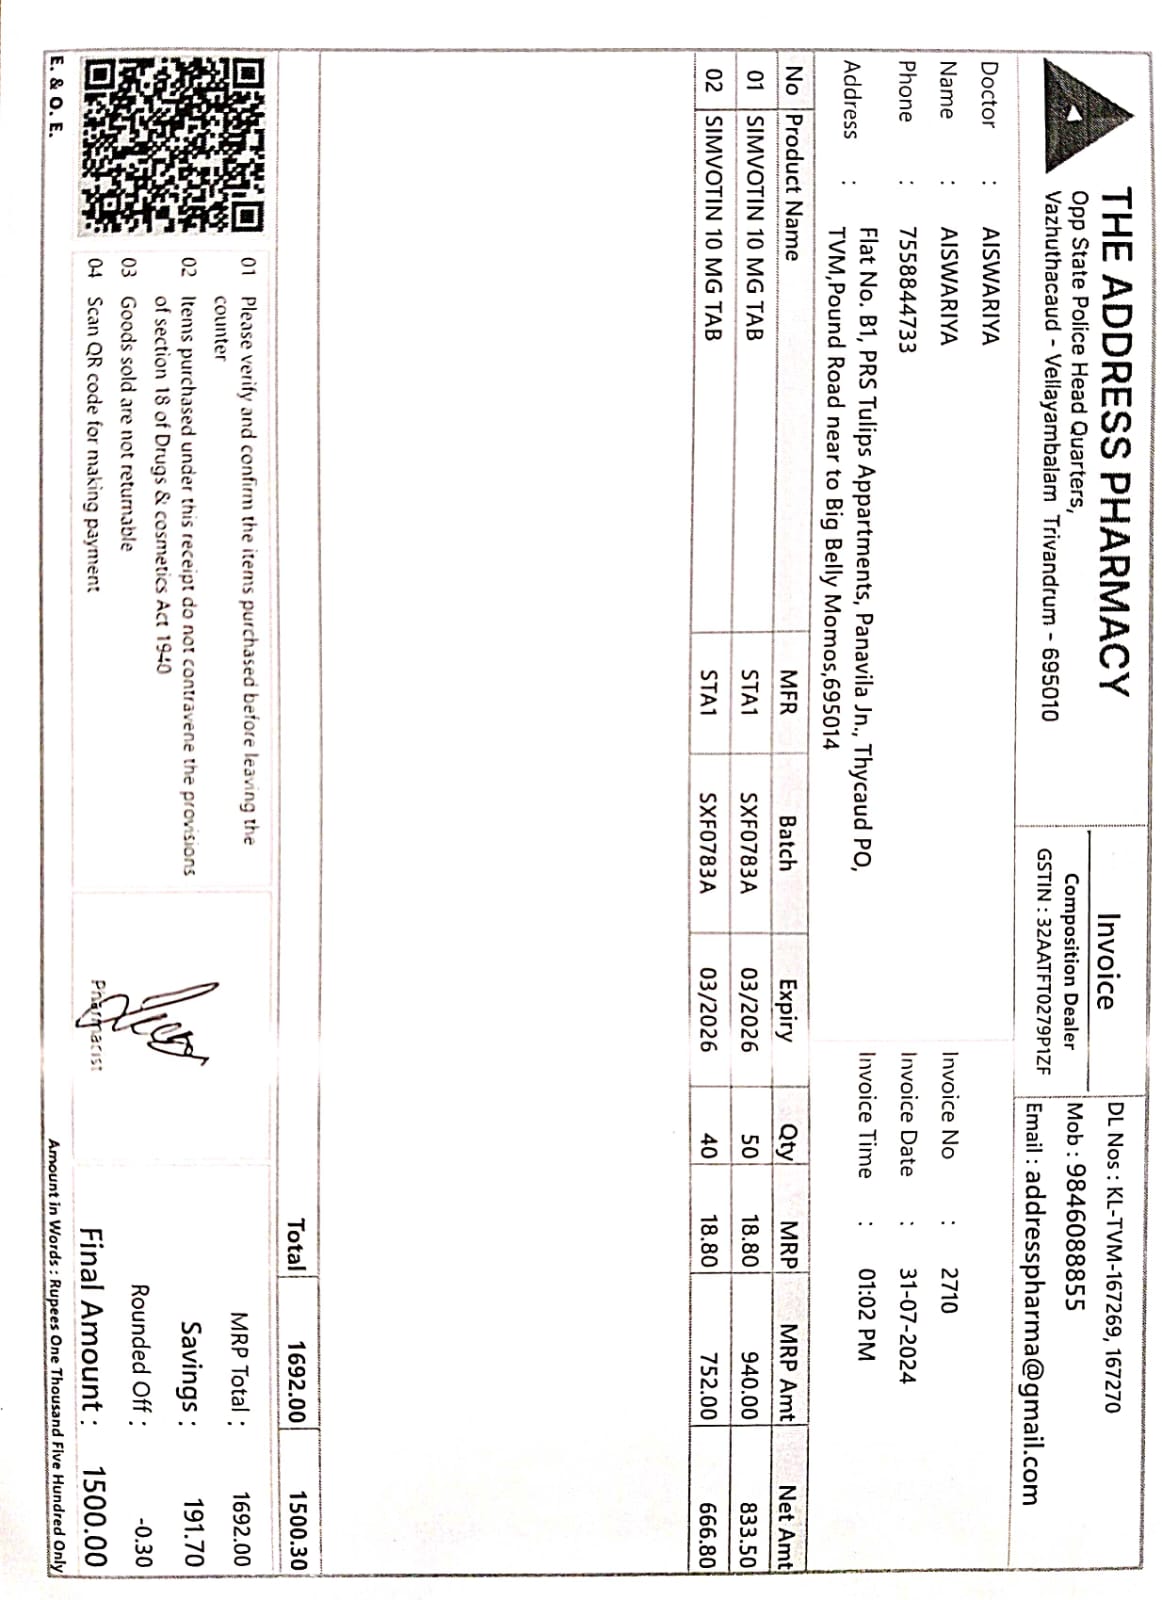 THE ADDRESS PHARMACY
Opp State Police Head Quarters,
Vazhuthacaud - Vellayambalam Trivandrum - 695010
Invoice
Composition Dealer
GSTIN : 32AATFT0279P1ZF
DL Nos : KL-TVM-167269, 167270
Mob : 9846088855
Email : addresspharma@gmail.com
Doctor : AISWARIYA
Name : AISWARIYA
Phone : 7558844733
Address : Flat No. B1, PRS Tulips Appartments, Panavila Jn., Thycaud PO,
TVM,Pound Road near to Big Belly Momos,695014
Invoice No : 2710
Invoice Date : 31-07-2024
Invoice Time : 01:02 PM
No Product Name MFR Batch Expiry Qty MRP MRP Amt Net Amt
01 SIMVOTIN 10 MG TAB STA1 SXF0783A 03/2026 50 18.80 940.00 833.50
02 SIMVOTIN 10 MG TAB STA1 SXF0783A 03/2026 40 18.80 752.00 666.80
Total 1692.00 1500.30
01 Please verify and confirm the items purchased before leaving the
counter
02 Items purchased under this receipt do not contravene the provisions
of section 18 of Drugs & cosmetics Act 1940
03 Goods sold are not returnable
04 Scan QR code for making payment
Pharmacist
MRP Total : 1692.00
Savings : 191.70
Rounded Off : -0.30
Final Amount : 1500.00
E. & O. E.
Amount in Words : Rupees One Thousand Five Hundred Only